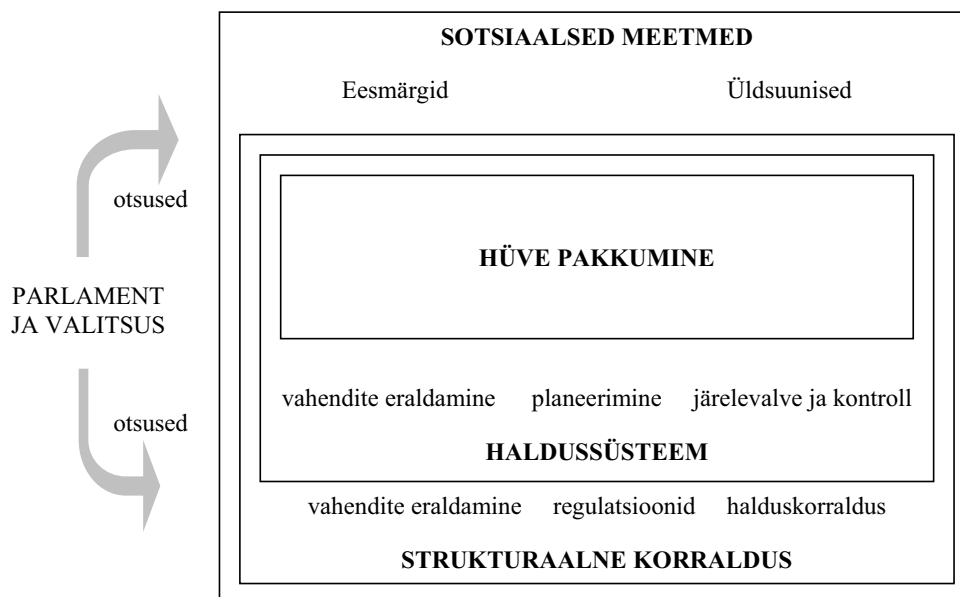 SOTSIAALSED MEETMED
Eesmärgid Üldsuunised
otsused
HÜVE PAKKUMINE
PARLAMENT
JA VALITSUS
vahendite eraldamine planeerimine järelevalve ja kontroll
otsused
HALDUSSÜSTEEM
vahendite eraldamine regulatsioonid halduskorraldus
STRUKTURAALNE KORRALDUS